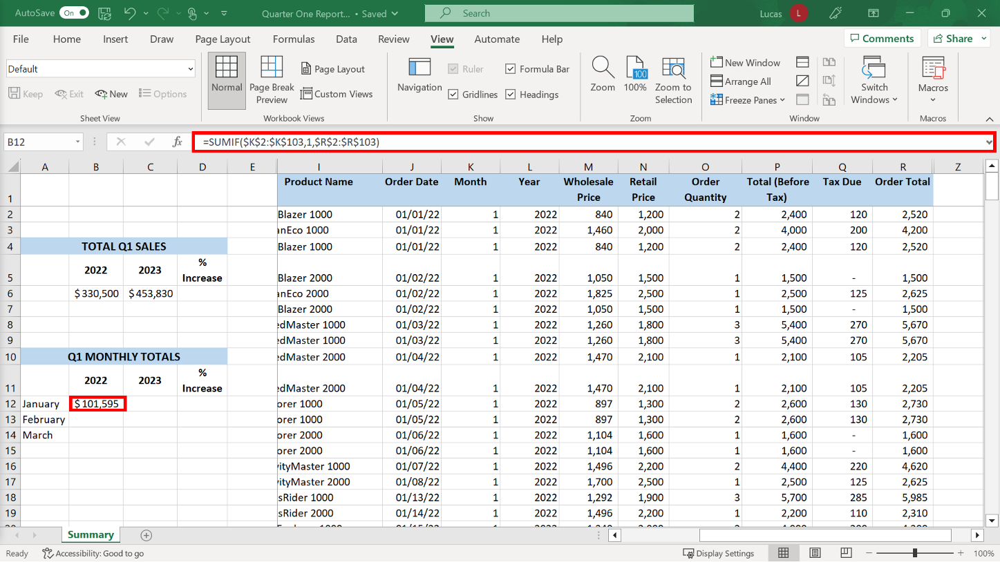 AutoSave On Quarter One Report... • Saved Search Lucas L
File Home Insert Draw Page Layout Formulas Data Review View Automate Help Comments Share
Default
Keep Exit New Options
Sheet View
Normal Page Break Preview Page Layout Custom Views
Workbook Views
Navigation Ruler Formula Bar Gridlines Headings
Show
Zoom 100 100% Zoom to Selection
Zoom
New Window Arrange All Freeze Panes Switch Windows
Window
Macros
Macros
B12 fx =SUMIF($K$2:$K$103,1,$R$2:$R$103)
A B C D E I J K L M N O P Q R Z
1 Product Name Order Date Month Year Wholesale Price Retail Price Order Quantity Total (Before Tax) Tax Due Order Total
2 Blazer 1000 01/01/22 1 2022 840 1,200 2 2,400 120 2,520
3 anEco 1000 01/01/22 1 2022 1,460 2,000 2 4,000 200 4,200
4 TOTAL Q1 SALES Blazer 1000 01/01/22 1 2022 840 1,200 2 2,400 120 2,520
5 2022 2023 % Increase Blazer 2000 01/02/22 1 2022 1,050 1,500 1 1,500 - 1,500
6 $ 330,500 $ 453,830 anEco 2000 01/02/22 1 2022 1,825 2,500 1 2,500 125 2,625
7 Blazer 2000 01/02/22 1 2022 1,050 1,500 1 1,500 - 1,500
8 edMaster 1000 01/03/22 1 2022 1,260 1,800 3 5,400 270 5,670
9 edMaster 1000 01/03/22 1 2022 1,260 1,800 3 5,400 270 5,670
10 Q1 MONTHLY TOTALS edMaster 2000 01/04/22 1 2022 1,470 2,100 1 2,100 105 2,205
11 2022 2023 % Increase edMaster 2000 01/04/22 1 2022 1,470 2,100 1 2,100 105 2,205
12 January $ 101,595 orer 1000 01/05/22 1 2022 897 1,300 2 2,600 130 2,730
13 February orer 1000 01/05/22 1 2022 897 1,300 2 2,600 130 2,730
14 March orer 2000 01/06/22 1 2022 1,104 1,600 1 1,600 - 1,600
15 orer 2000 01/06/22 1 2022 1,104 1,600 1 1,600 - 1,600
16 vityMaster 1000 01/07/22 1 2022 1,496 2,200 2 4,400 220 4,620
17 vityMaster 2000 01/08/22 1 2022 1,700 2,500 1 2,500 125 2,625
18 sRider 1000 01/13/22 1 2022 1,292 1,900 3 5,700 285 5,985
19 sRider 2000 01/14/22 1 2022 1,496 2,200 1 2,200 110 2,310
Summary
Ready Accessibility: Good to go Display Settings 100%